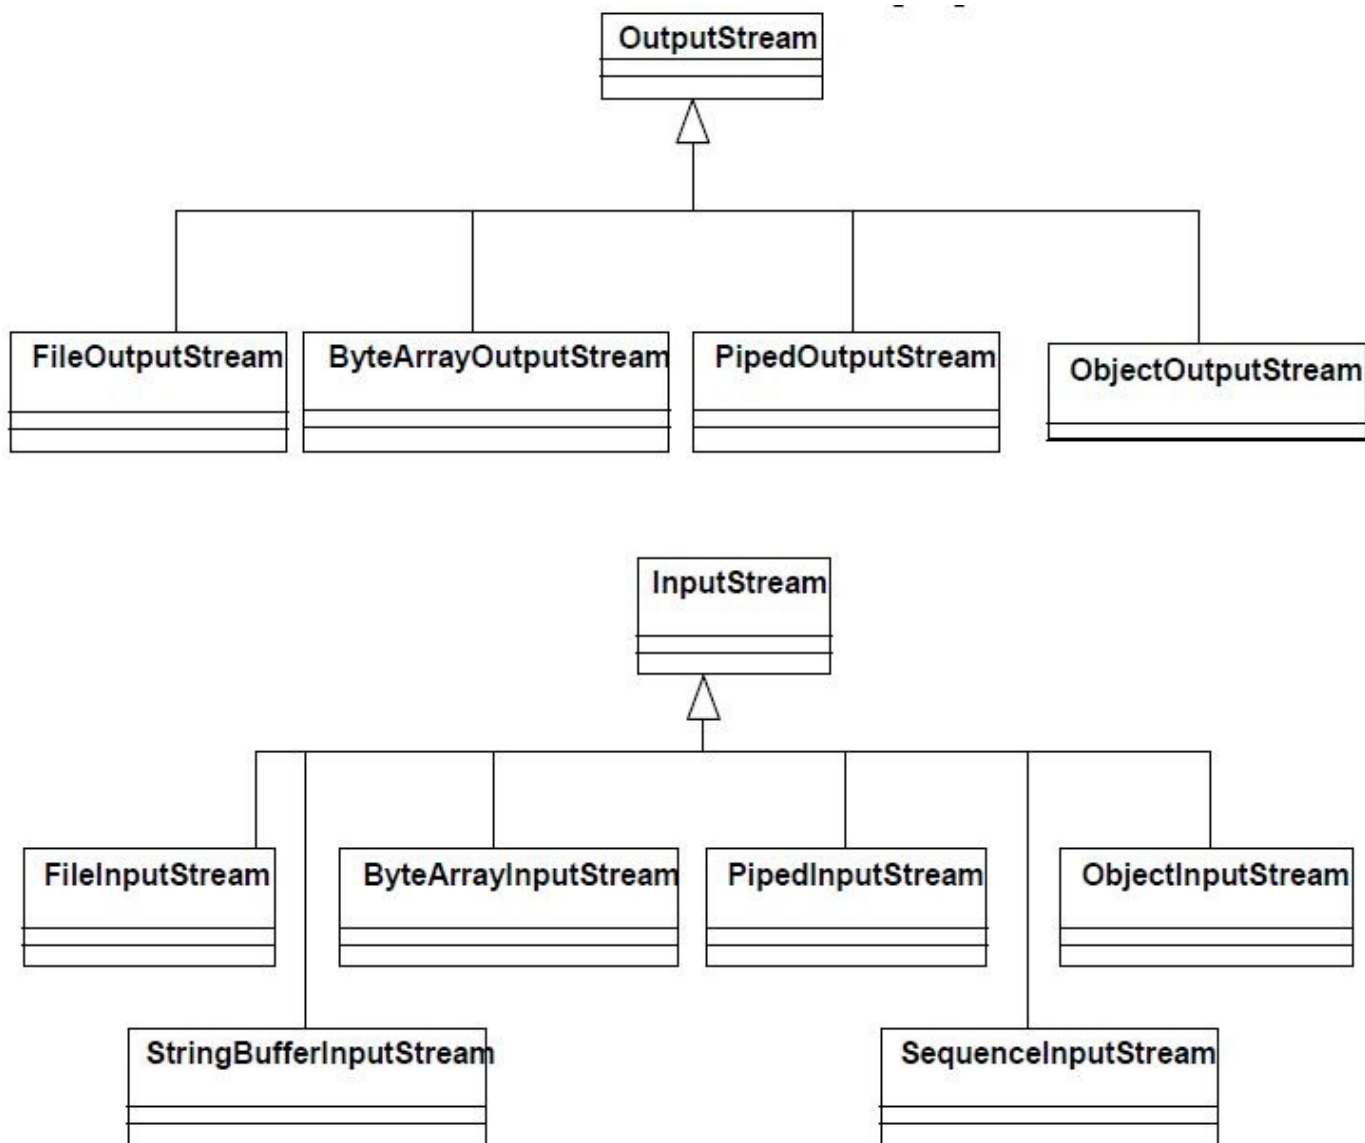 OutputStream
FileOutputStream
ByteArrayOutputStream
PipedOutputStream
ObjectOutputStream
InputStream
FileInputStream
ByteArrayInputStream
PipedInputStream
ObjectInputStream
StringBufferInputStream
SequenceInputStream